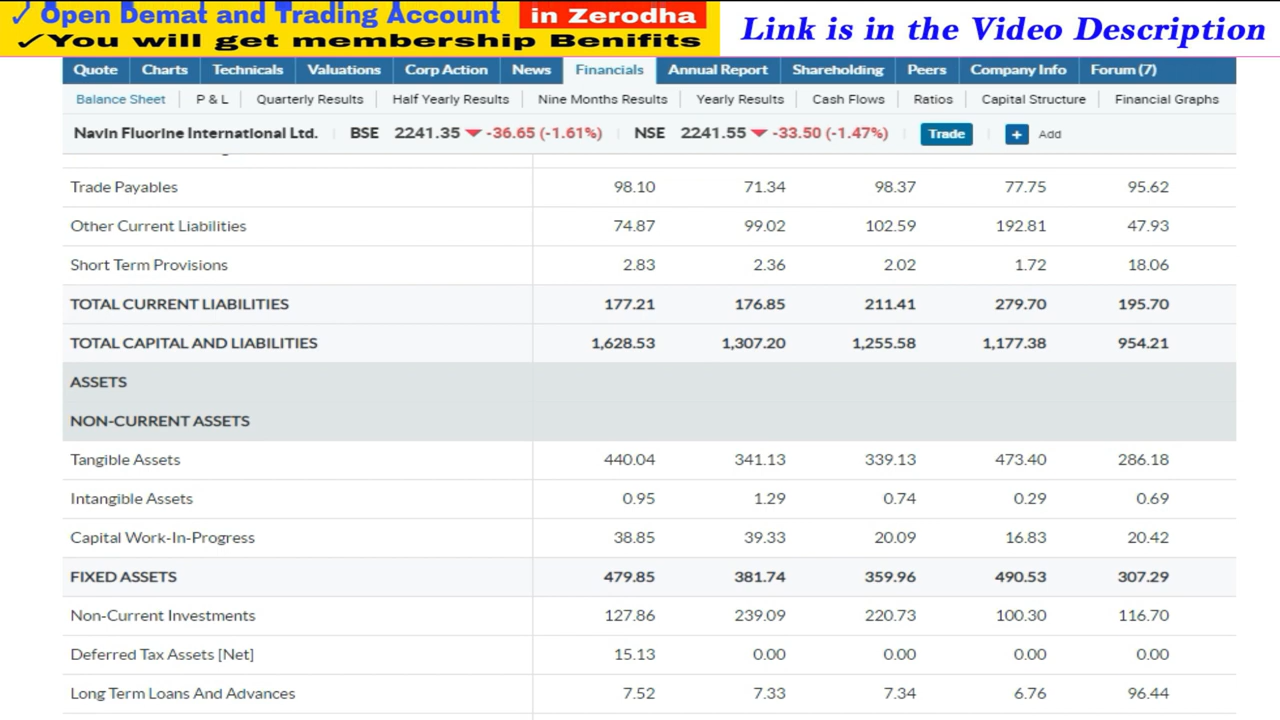 ✓ Open Demat and Trading Account in Zerodha
✓You will get membership Benifits
Link is in the Video Description
Quote Charts Technicals Valuations Corp Action News Financials Annual Report Shareholding Peers Company Info Forum (7)
Balance Sheet P & L Quarterly Results Half Yearly Results Nine Months Results Yearly Results Cash Flows Ratios Capital Structure Financial Graphs
Navin Fluorine International Ltd. BSE 2241.35 -36.65 (-1.61%) NSE 2241.55 -33.50 (-1.47%) Trade + Add
Trade Payables 98.10 71.34 98.37 77.75 95.62
Other Current Liabilities 74.87 99.02 102.59 192.81 47.93
Short Term Provisions 2.83 2.36 2.02 1.72 18.06
TOTAL CURRENT LIABILITIES 177.21 176.85 211.41 279.70 195.70
TOTAL CAPITAL AND LIABILITIES 1,628.53 1,307.20 1,255.58 1,177.38 954.21
ASSETS
NON-CURRENT ASSETS
Tangible Assets 440.04 341.13 339.13 473.40 286.18
Intangible Assets 0.95 1.29 0.74 0.29 0.69
Capital Work-In-Progress 38.85 39.33 20.09 16.83 20.42
FIXED ASSETS 479.85 381.74 359.96 490.53 307.29
Non-Current Investments 127.86 239.09 220.73 100.30 116.70
Deferred Tax Assets [Net] 15.13 0.00 0.00 0.00 0.00
Long Term Loans And Advances 7.52 7.33 7.34 6.76 96.44